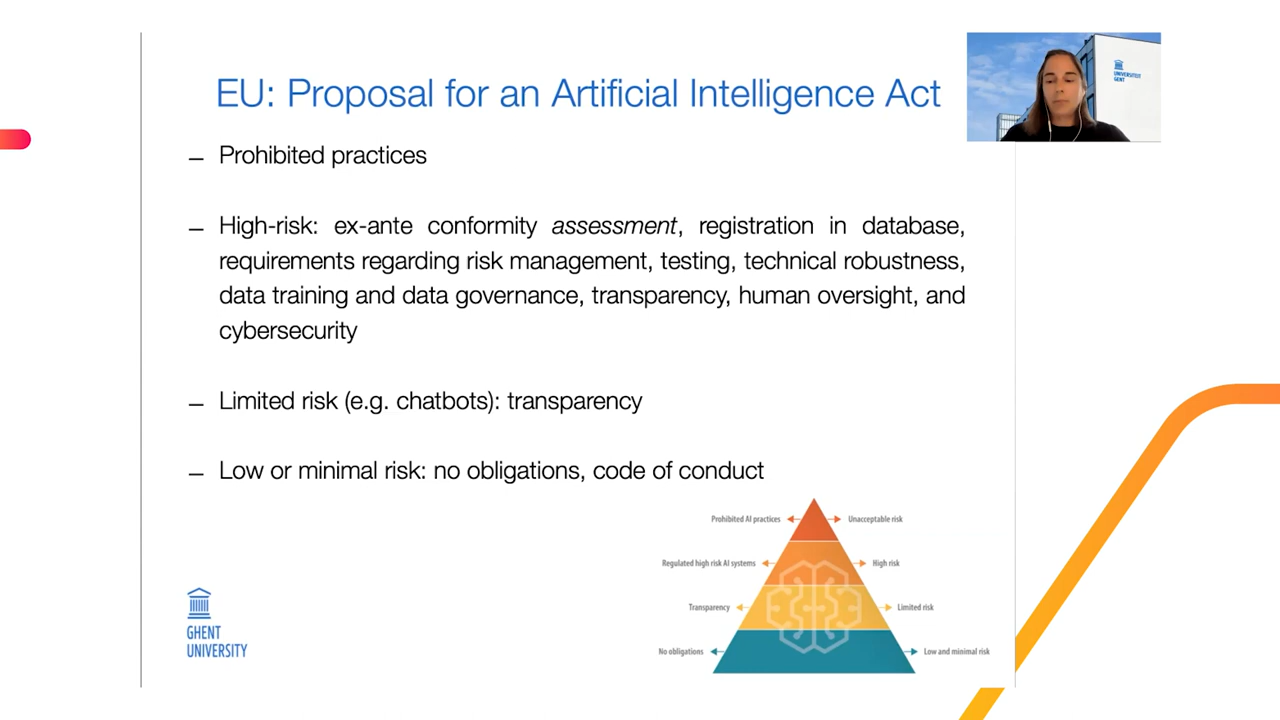 EU: Proposal for an Artificial Intelligence Act
UNIVERSITEIT
GENT
– Prohibited practices
– High-risk: ex-ante conformity assessment, registration in database,
requirements regarding risk management, testing, technical robustness,
data training and data governance, transparency, human oversight, and
cybersecurity
– Limited risk (e.g. chatbots): transparency
– Low or minimal risk: no obligations, code of conduct
Prohibited AI practices Unacceptable risk
Regulated high risk AI systems High risk
Transparency Limited risk
No obligations Low and minimal risk
GHENT
UNIVERSITY